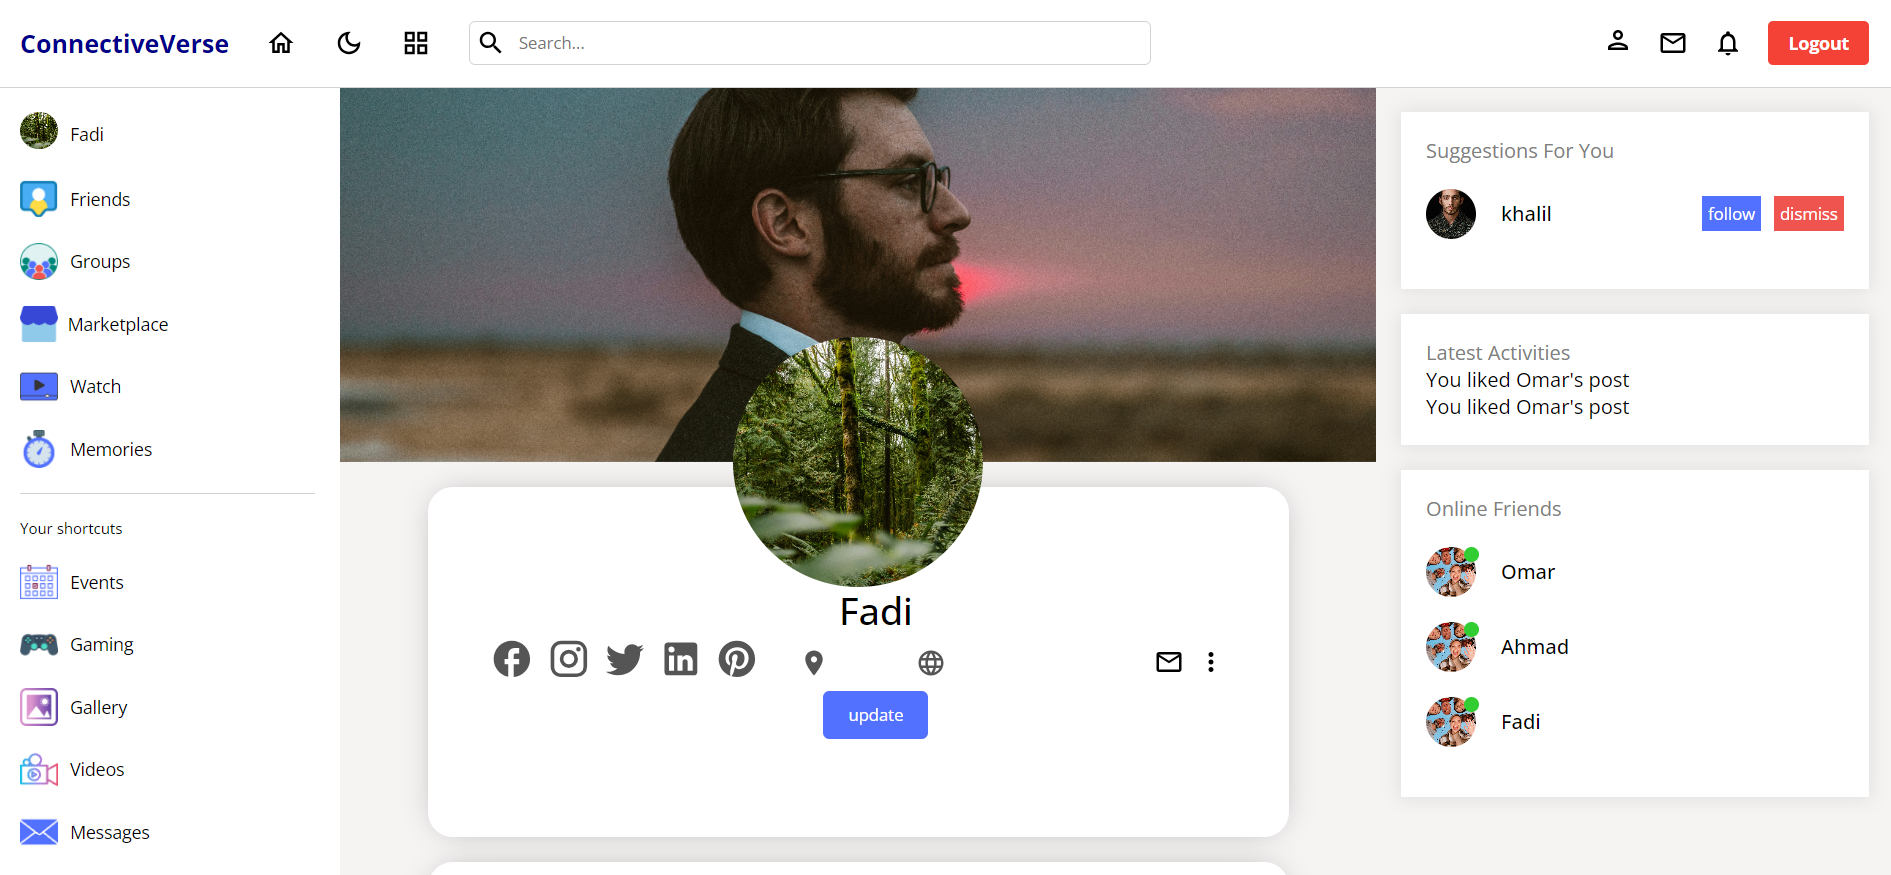 ConnectiveVerse
Search...
Logout
Fadi
Friends
Groups
Marketplace
Watch
Memories
Your shortcuts
Events
Gaming
Gallery
Videos
Messages
Fadi
update
Suggestions For You
khalil follow dismiss
Latest Activities
You liked Omar's post
You liked Omar's post
Online Friends
Omar
Ahmad
Fadi